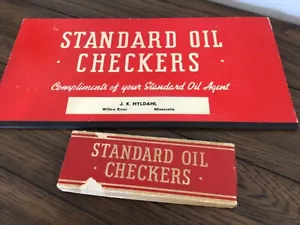 STANDARD OIL
· CHECKERS ·
Compliments of your Standard Oil Agent
J. K. HYLDAHL
Willow River Minnesota
STANDARD OIL
· CHECKERS ·